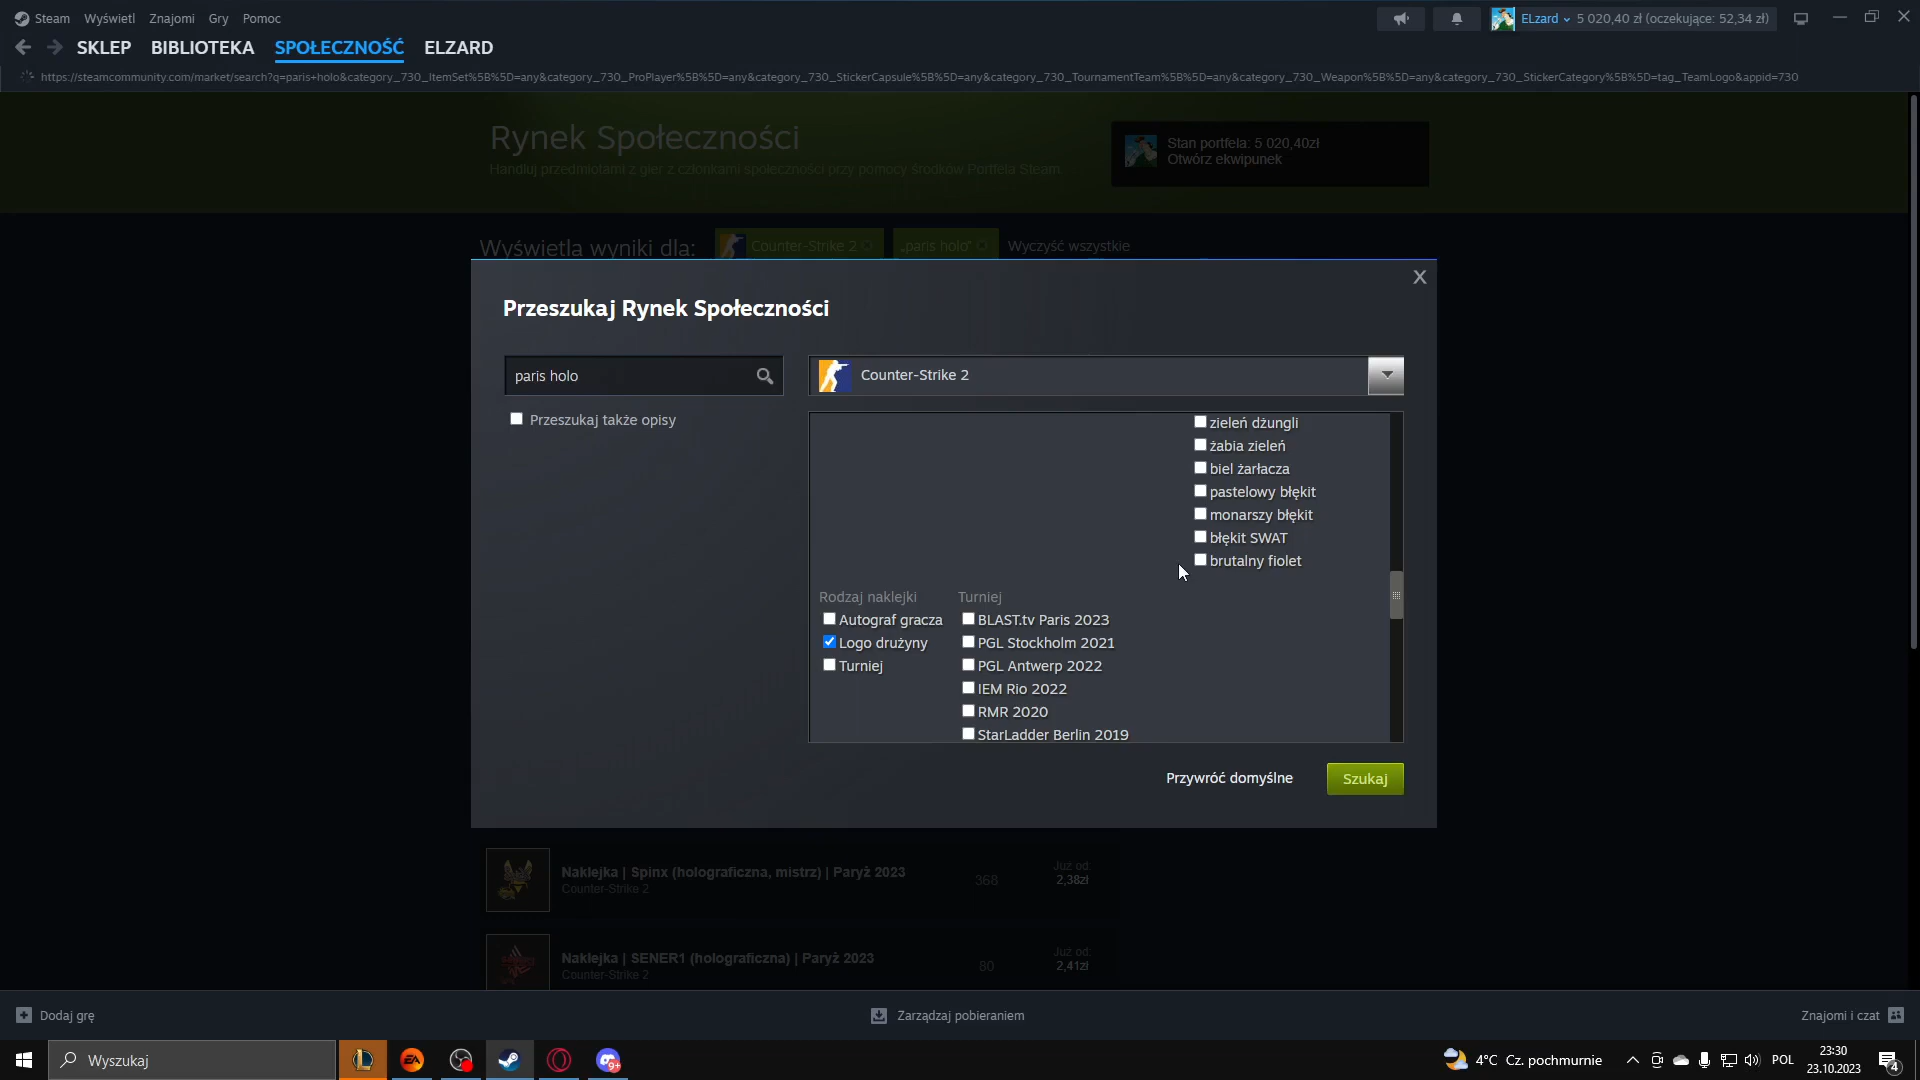 Steam Wyświetl Znajomi Gry Pomoc
ELzard 5 020,40 zł (oczekujące: 52,34 zł)
SKLEP BIBLIOTEKA SPOŁECZNOŚĆ ELZARD
https://steamcommunity.com/market/search?q=paris+holo&category_730_ItemSet%5B%5D=any&category_730_ProPlayer%5B%5D=any&category_730_StickerCapsule%5B%5D=any&category_730_TournamentTeam%5B%5D=any&category_730_Weapon%5B%5D=any&category_730_StickerCategory%5B%5D=tag_TeamLogo&appid=730
Rynek Społeczności
Handluj przedmiotami z gier z członkami społeczności przy pomocy środków Portfela Steam.
Stan portfela: 5 020,40zł
Otwórz ekwipunek
Wyświetla wyniki dla: Counter-Strike 2 „paris holo" Wyczyść wszystkie
X
Przeszukaj Rynek Społeczności
paris holo
Counter-Strike 2
Przeszukaj także opisy
zieleń dżungli
żabia zieleń
biel żarłacza
pastelowy błękit
monarszy błękit
błękit SWAT
brutalny fiolet
Rodzaj naklejki Turniej
Autograf gracza BLAST.tv Paris 2023
Logo drużyny PGL Stockholm 2021
Turniej PGL Antwerp 2022
IEM Rio 2022
RMR 2020
StarLadder Berlin 2019
Przywróć domyślne Szukaj
Naklejka | Spinx (holograficzna, mistrz) | Paryż 2023
Counter-Strike 2
368
Już od:
2,38zł
Naklejka | SENER1 (holograficzna) | Paryż 2023
Counter-Strike 2
80
Już od:
2,41zł
Dodaj grę Zarządzaj pobieraniem Znajomi i czat
Wyszukaj
EA
9+
4°C Cz. pochmurnie
POL
23:30
23.10.2023
4